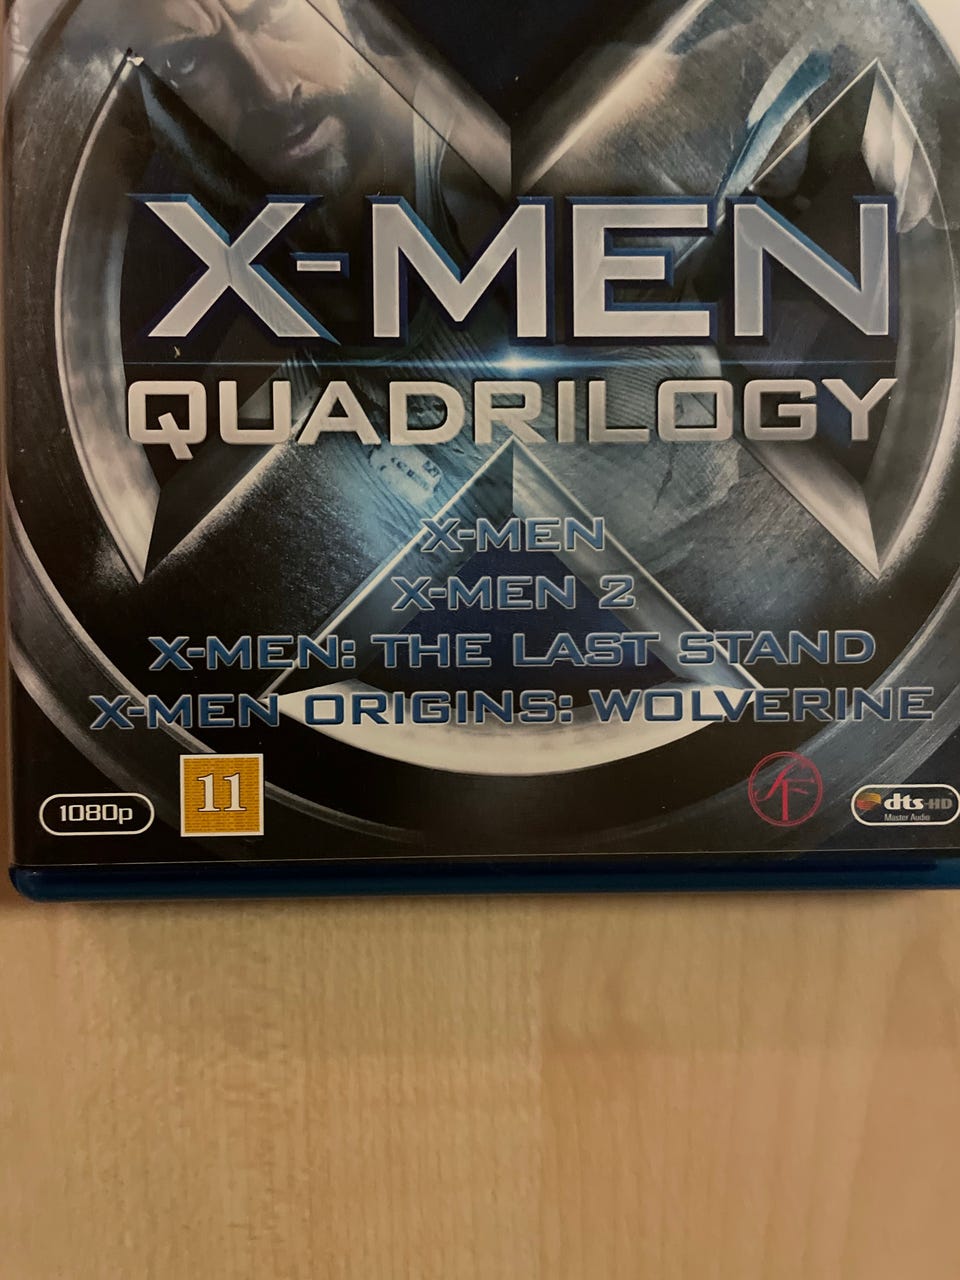 X-MEN
QUADRILOGY
X-MEN
X-MEN 2
X-MEN: THE LAST STAND
X-MEN ORIGINS: WOLVERINE
1080p
11
dts-HD
Master Audio